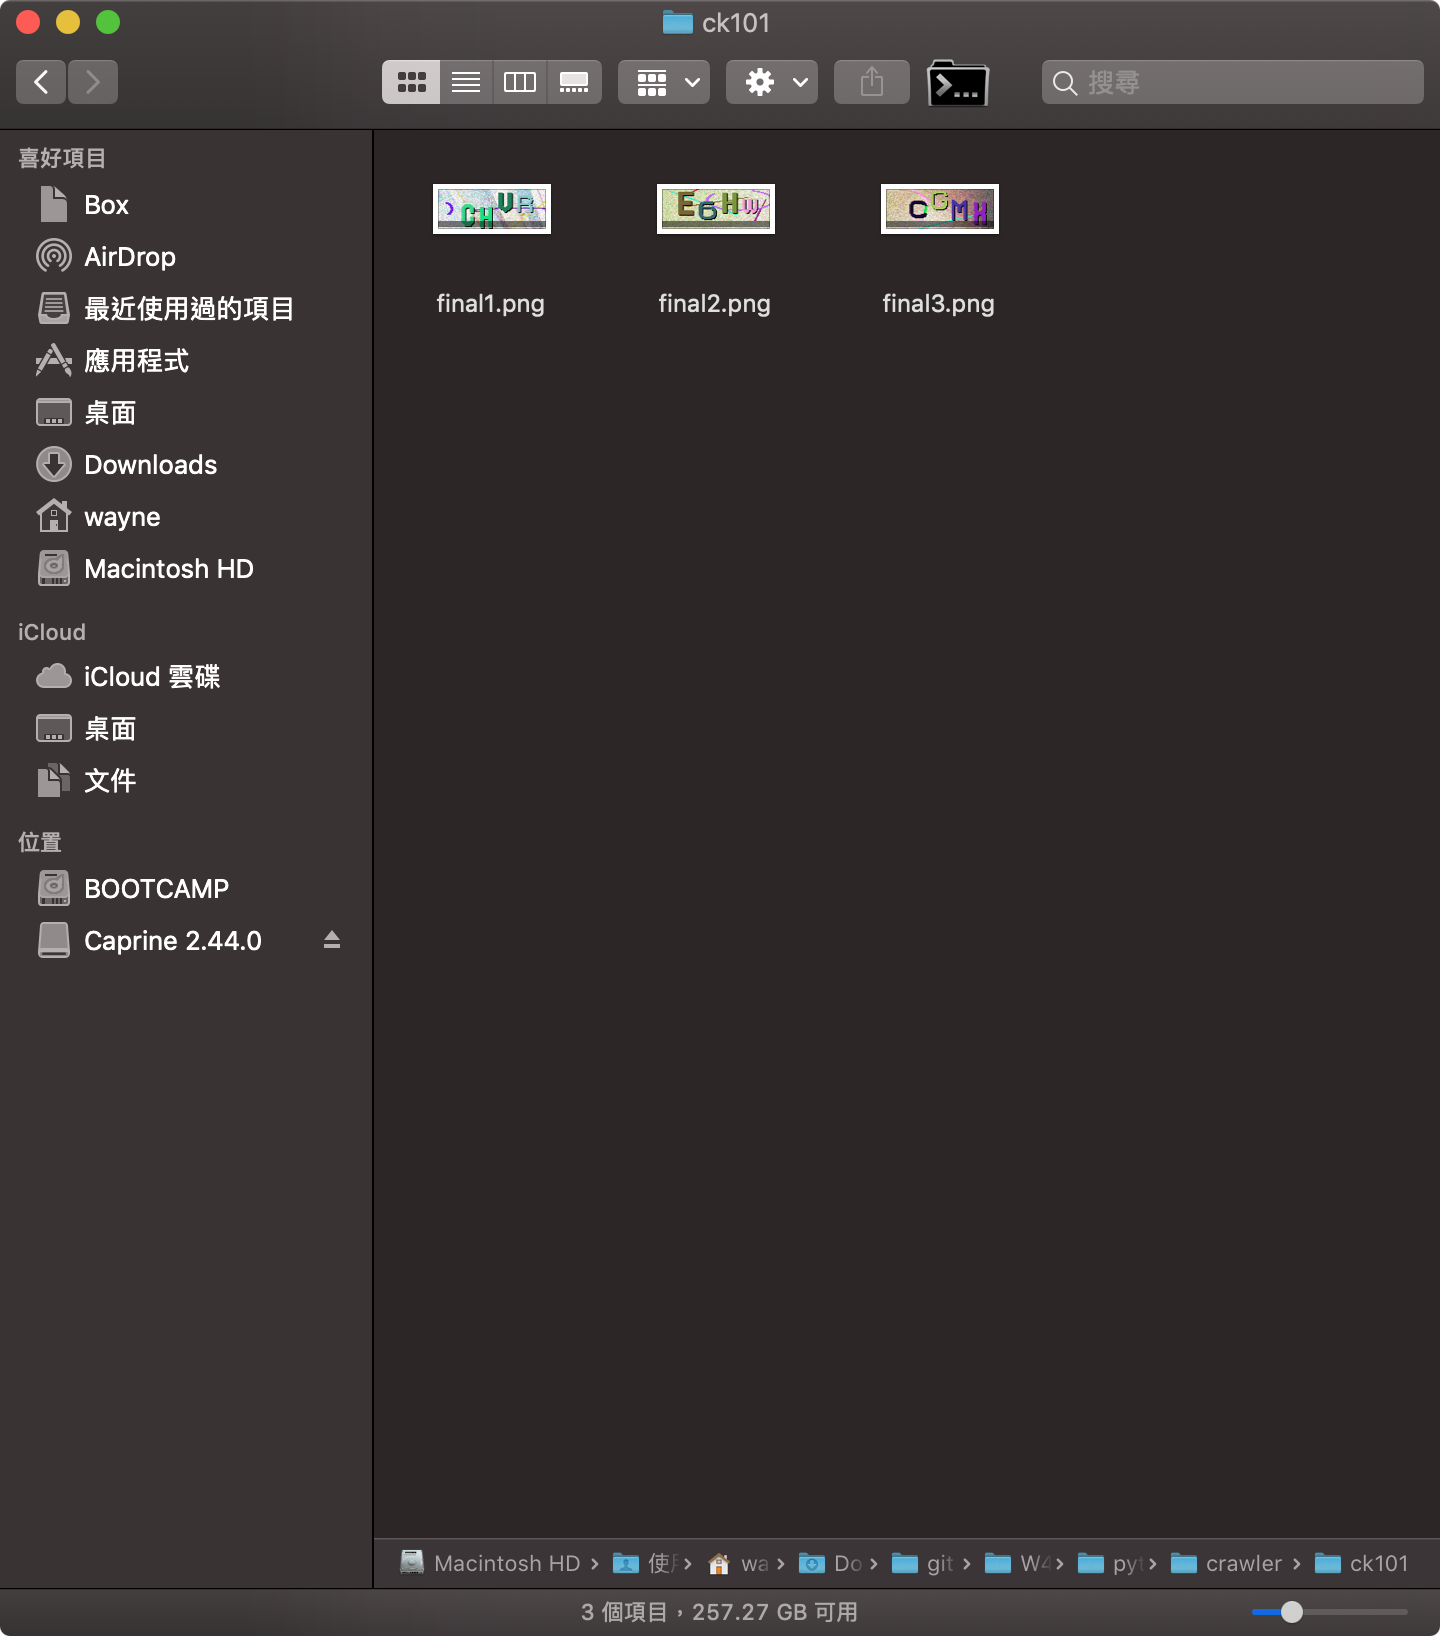 ck101
搜尋
喜好項目
Box
AirDrop
最近使用過的項目
應用程式
桌面
Downloads
wayne
Macintosh HD
iCloud
iCloud 雲碟
桌面
文件
位置
BOOTCAMP
Caprine 2.44.0
CHVR
E6HW
CGMX
final1.png
final2.png
final3.png
Macintosh HD › 使用 › wa › Do › git › W4 › pyt › crawler › ck101
3 個項目，257.27 GB 可用